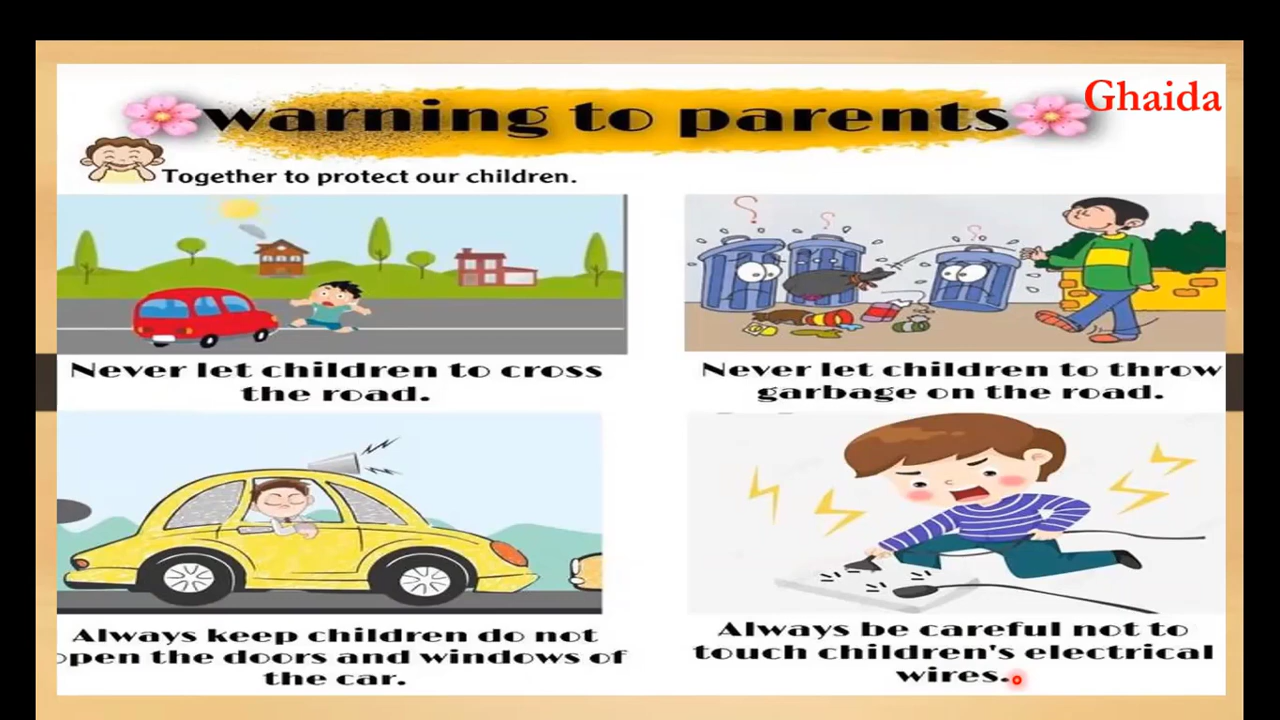 Ghaida
warning to parents
Together to protect our children.
Never let children to cross
the road.
Never let children to throw
garbage on the road.
Always keep children do not
open the doors and windows of
the car.
Always be careful not to
touch children's electrical
wires.